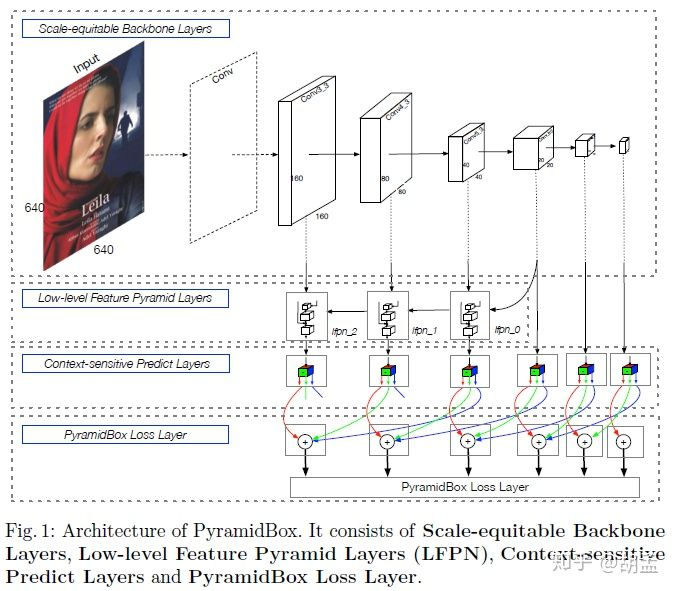 Scale-equitable Backbone Layers
Input
Conv
Conv3_3
Conv4_3
Conv5_3
160
160
80
80
40
40
20
20
640
640
Leila
Low-level Feature Pyramid Layers
lfpn_2
lfpn_1
lfpn_0
Context-sensitive Predict Layers
PyramidBox Loss Layer
+
+
+
+
+
+
PyramidBox Loss Layer
Fig. 1: Architecture of PyramidBox. It consists of Scale-equitable Backbone
Layers, Low-level Feature Pyramid Layers (LFPN), Context-sensitive
Predict Layers and PyramidBox Loss Layer.
知乎 @胡孟